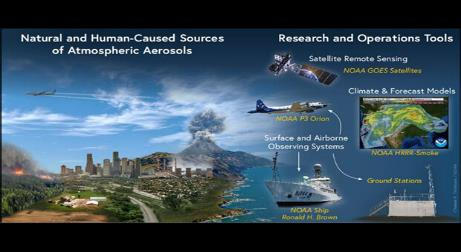 Natural and Human-Caused Sources
of Atmospheric Aerosols
Research and Operations Tools
Satellite Remote Sensing
NOAA GOES Satellites
Climate & Forecast Models
NOAA P3 Orion
NOAA HRRR-Smoke
Surface and Airborne
Observing Systems
Ground Stations
NOAA Ship
Ronald H. Brown